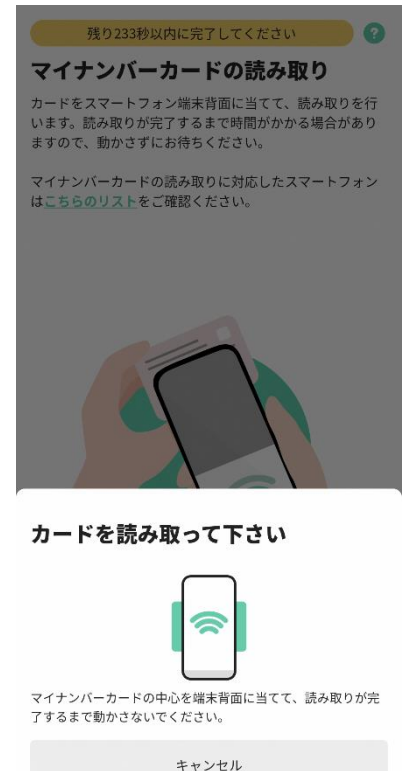 残り233秒以内に完了してください
?
マイナンバーカードの読み取り
カードをスマートフォン端末背面に当てて、読み取りを行
います。読み取りが完了するまで時間がかかる場合があり
ますので、動かさずにお待ちください。
マイナンバーカードの読み取りに対応したスマートフォン
はこちらのリストをご確認ください。
カードを読み取って下さい
マイナンバーカードの中心を端末背面に当てて、読み取りが完
了するまで動かさないでください。
キャンセル